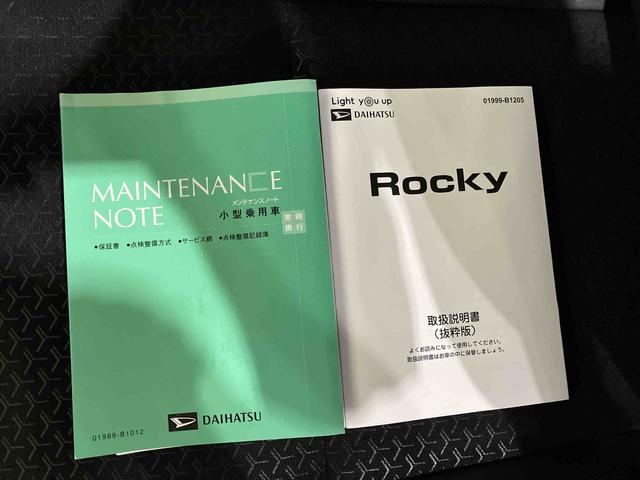 MAINTENANCE
NOTE
メンテナンスノート
小型乗用車
常時
携行
●保証書 ●点検整備方式 ●サービス網 ●点検整備記録簿
DAIHATSU
01989-B1012
Light you up
DAIHATSU
01999-B1205
Rocky
取扱説明書
(抜粋版)
よくお読みになって使用してください。
取扱説明書はお車の中に保管しましょう。